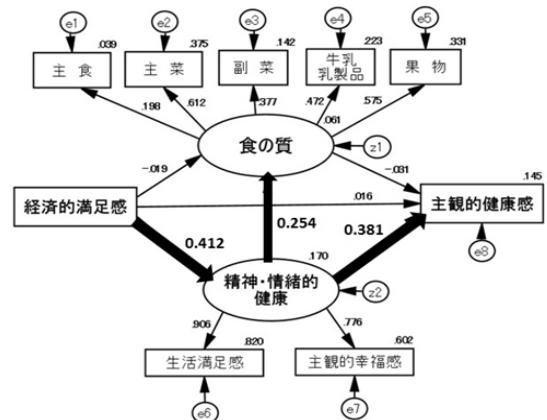 e1
e2
e3
e4
e5
.039
.375
.142
.223
.331
主食
主菜
副菜
牛乳
乳製品
果物
.198
.612
.377
.472
.575
.061
食の質
z1
-.019
-.031
.145
経済的満足感
.016
主観的健康感
0.412
0.254
0.381
e8
.170
精神・情緒的
健康
z2
.906
.820
.776
.602
生活満足感
主観的幸福感
e6
e7